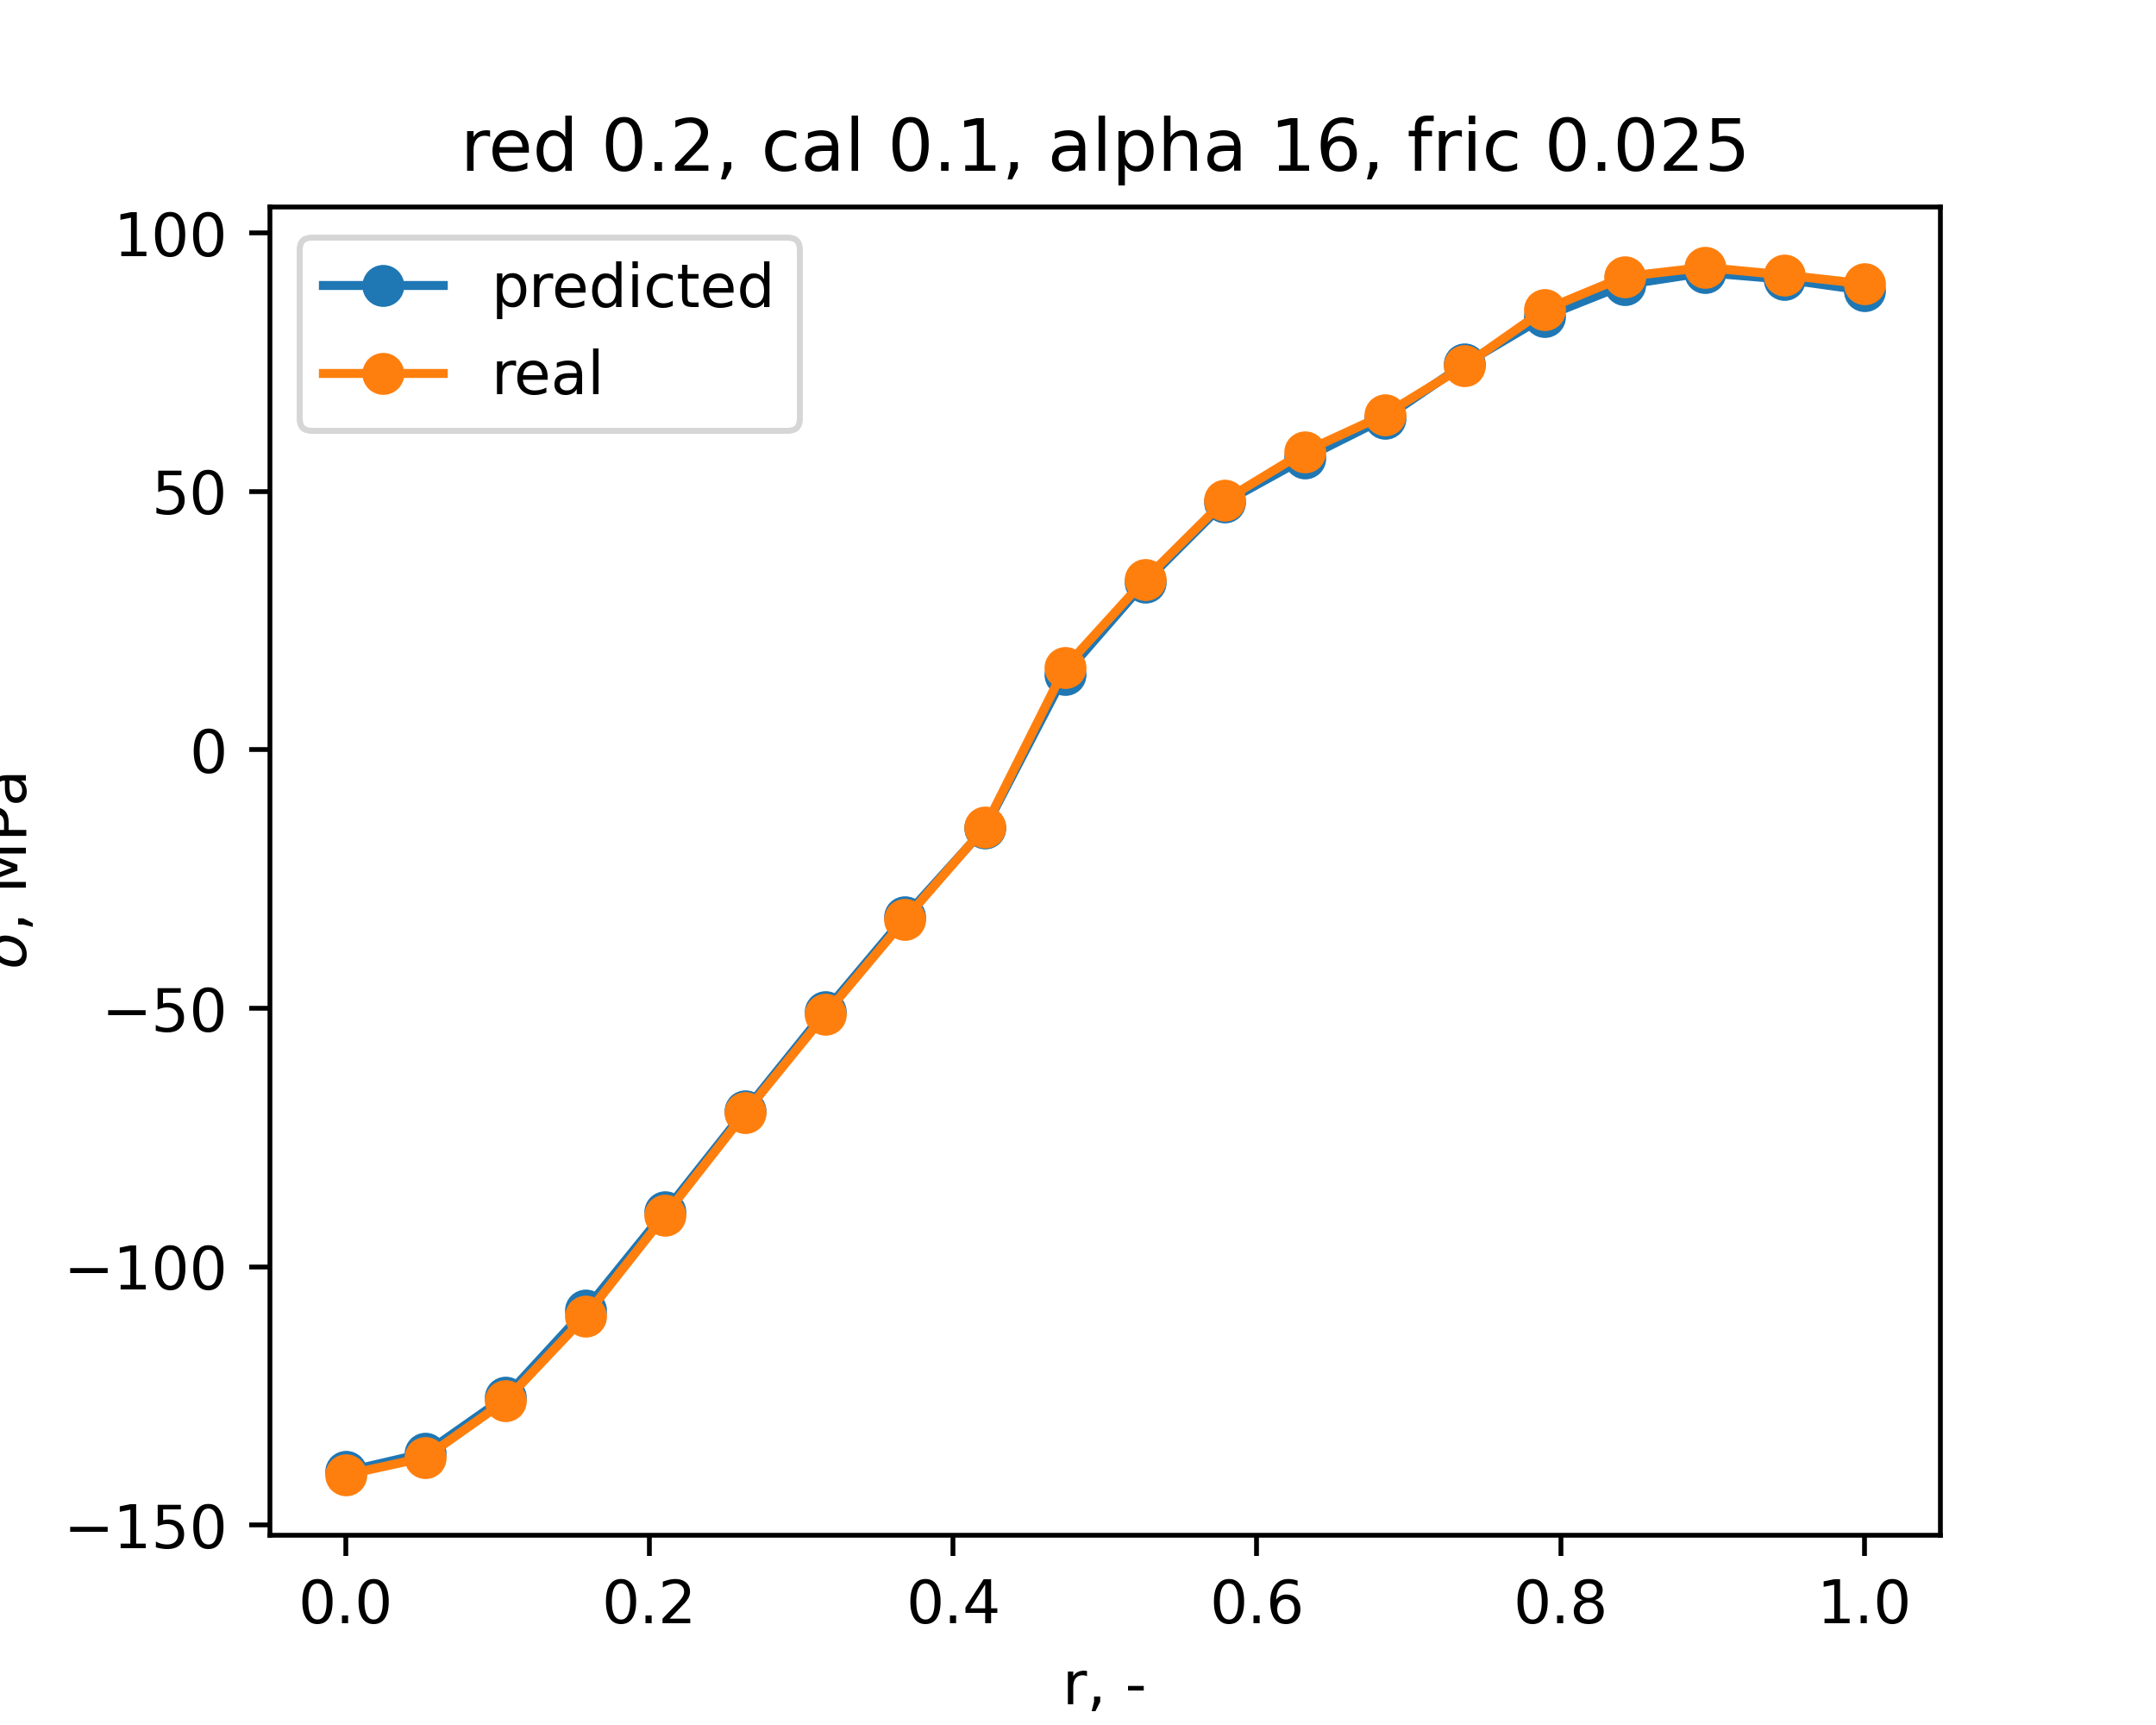 red 0.2, cal 0.1, alpha 16, fric 0.025
predicted
real
100
50
0
−50
−100
−150
σ, MPa
0.0 0.2 0.4 0.6 0.8 1.0
r, -